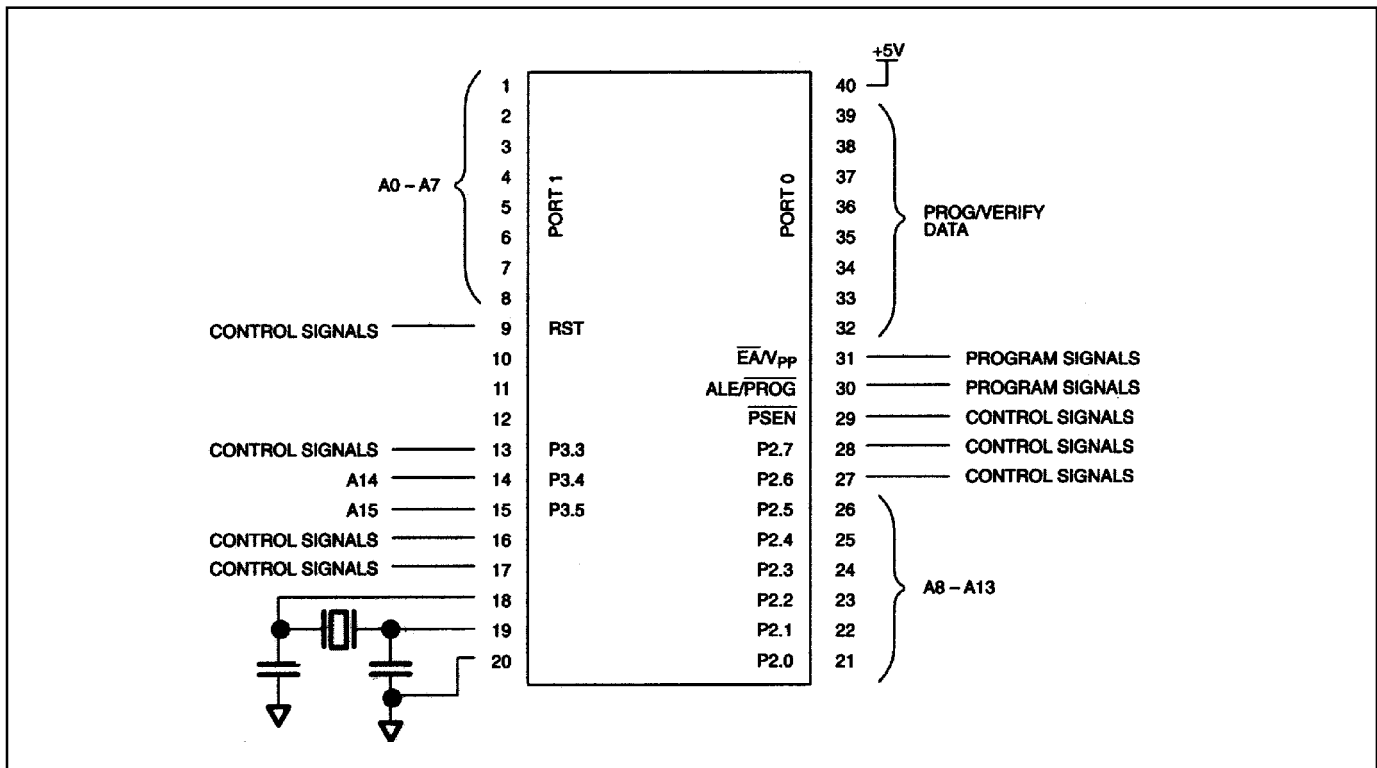 +5V
1 40
2 39
3 38
4 37
A0 – A7 PORT 1 PORT 0
5 36 PROG/VERIFY
6 35 DATA
7 34
8 33
CONTROL SIGNALS 9 RST 32
10 EA/VPP 31 PROGRAM SIGNALS
11 ALE/PROG 30 PROGRAM SIGNALS
12 PSEN 29 CONTROL SIGNALS
CONTROL SIGNALS 13 P3.3 P2.7 28 CONTROL SIGNALS
A14 14 P3.4 P2.6 27 CONTROL SIGNALS
A15 15 P3.5 P2.5 26
CONTROL SIGNALS 16 P2.4 25
CONTROL SIGNALS 17 P2.3 24
A8 – A13
18 P2.2 23
19 P2.1 22
20 P2.0 21